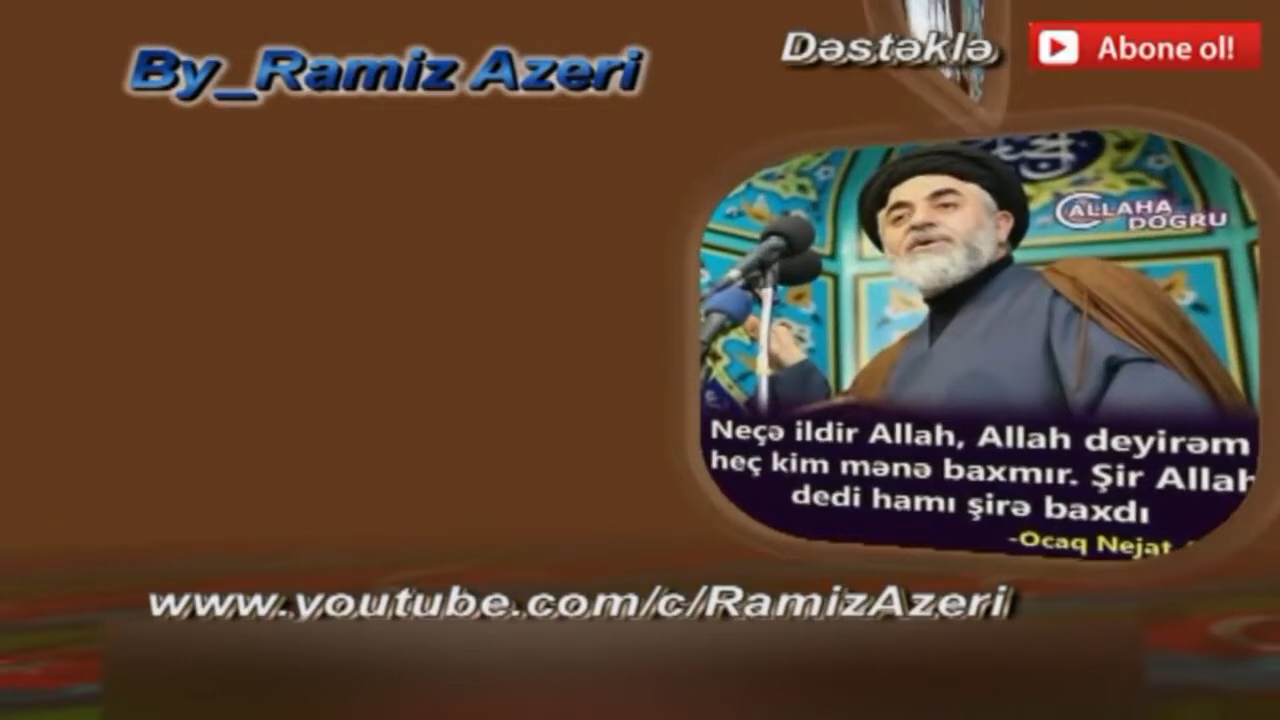 By_Ramiz Azeri
Dəstəklə
Abone ol!
ALLAHA
DOGRU
Neçə ildir Allah, Allah deyirəm
heç kim mənə baxmır. Şir Allah
dedi hamı şirə baxdı
-Ocaq Nejat
www.youtube.com/c/RamizAzeri